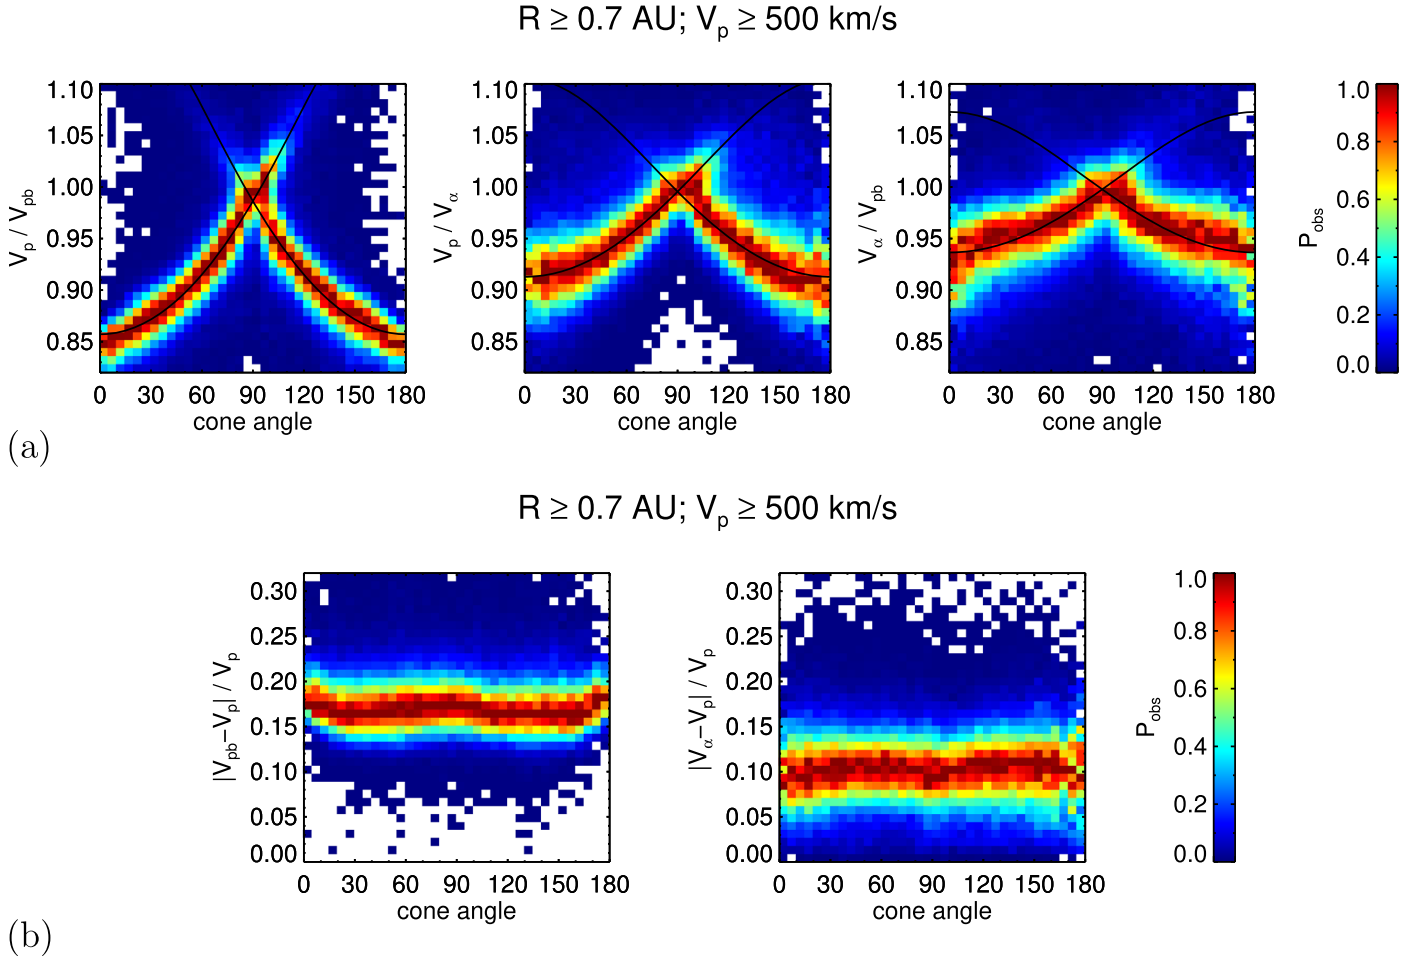 R ≥ 0.7 AU; Vp ≥ 500 km/s
1.10
1.05
1.00
0.95
0.90
0.85
Vp / Vpb
0 30 60 90 120 150 180
cone angle
1.10
1.05
1.00
0.95
0.90
0.85
Vp / Vα
0 30 60 90 120 150 180
cone angle
1.10
1.05
1.00
0.95
0.90
0.85
Vα / Vpb
0 30 60 90 120 150 180
cone angle
1.0
0.8
0.6
0.4
0.2
0.0
Pobs
(a)
R ≥ 0.7 AU; Vp ≥ 500 km/s
0.30
0.25
0.20
0.15
0.10
0.05
0.00
|Vpb−Vp| / Vp
0 30 60 90 120 150 180
cone angle
0.30
0.25
0.20
0.15
0.10
0.05
0.00
|Vα−Vp| / Vp
0 30 60 90 120 150 180
cone angle
1.0
0.8
0.6
0.4
0.2
0.0
Pobs
(b)